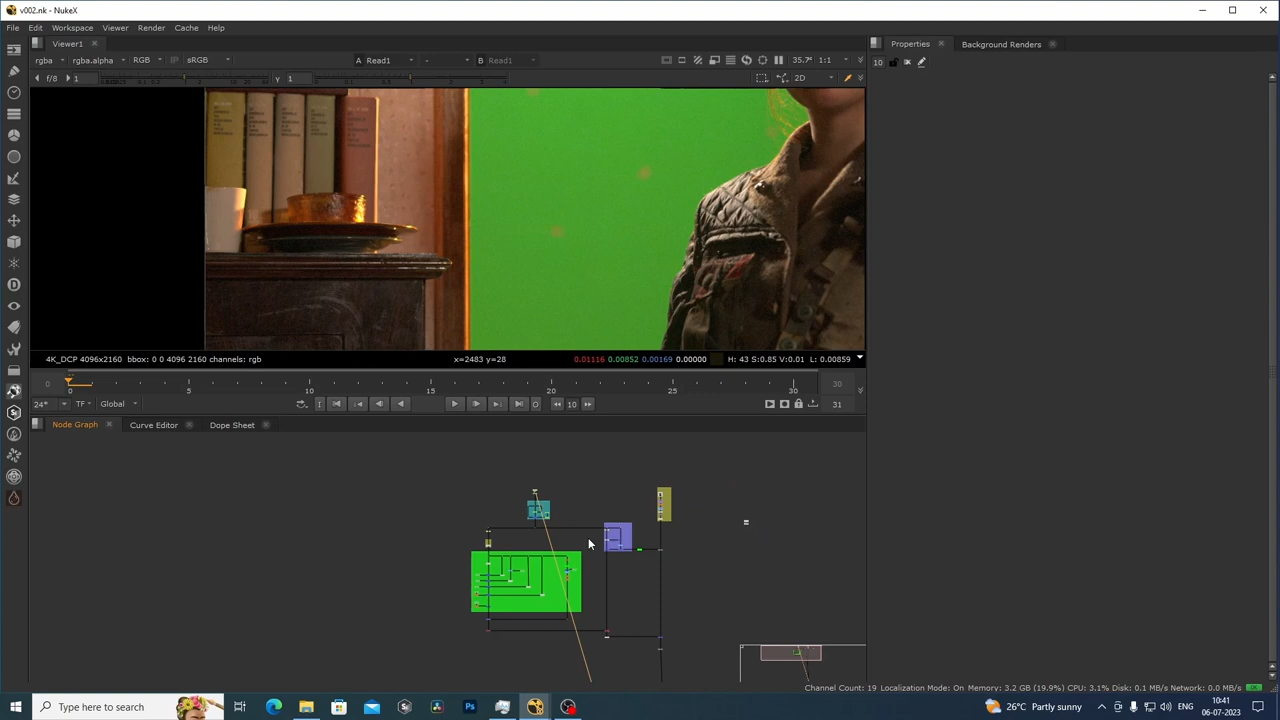 v002.nk - NukeX
File Edit Workspace Viewer Render Cache Help
Viewer1
Properties
Background Renders
rgba
rgba.alpha
RGB
IP
sRGB
A Read1
-
B Read1
35.7%
1:1
10
f/8
1
Y
1
2D
4K_DCP 4096x2160 bbox: 0 0 4096 2160 channels: rgb
x=2483 y=28
0.01116 0.00852 0.00169 0.00000
H: 43 S:0.85 V:0.01 L: 0.00859
0
0
5
10
15
20
25
30
30
24*
TF
Global
10
31
Node Graph
Curve Editor
Dope Sheet
Channel Count: 19 Localization Mode: On Memory: 3.2 GB (19.9%) CPU: 3.1% Disk: 0.1 MB/s Network: 0.0 MB/s
Type here to search
26°C Partly sunny
ENG
10:41
06-07-2023